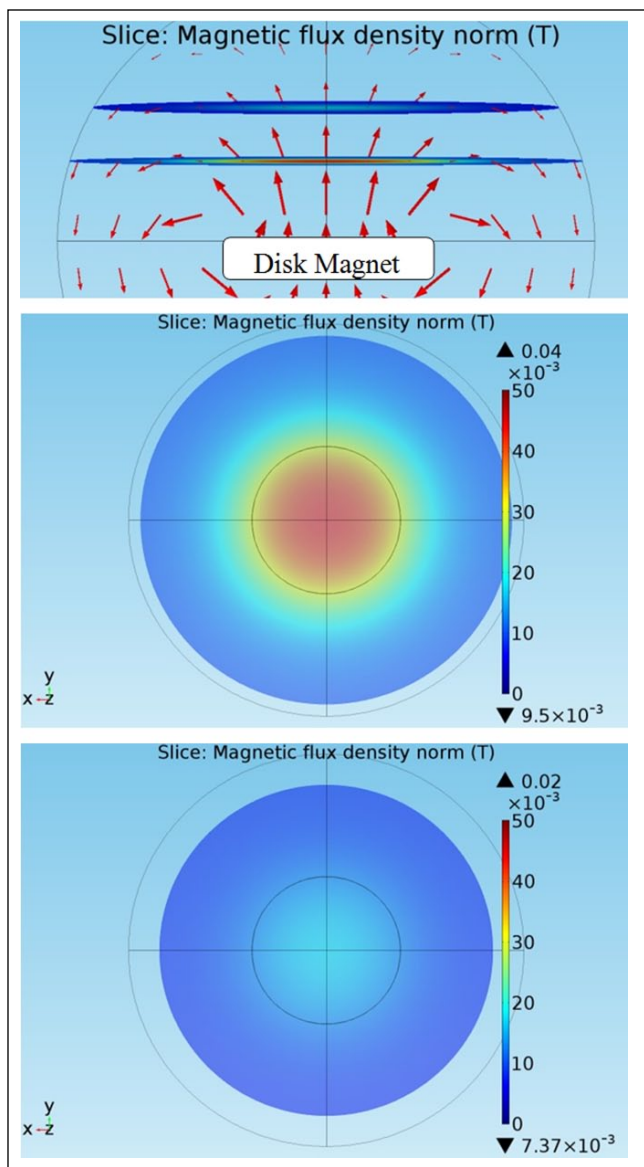 Slice: Magnetic flux density norm (T)
Disk Magnet
Slice: Magnetic flux density norm (T)
▲ 0.04
×10⁻³
50
40
30
20
10
0
▼ 9.5×10⁻³
y
x z
Slice: Magnetic flux density norm (T)
▲ 0.02
×10⁻³
50
40
30
20
10
0
▼ 7.37×10⁻³
y
x z